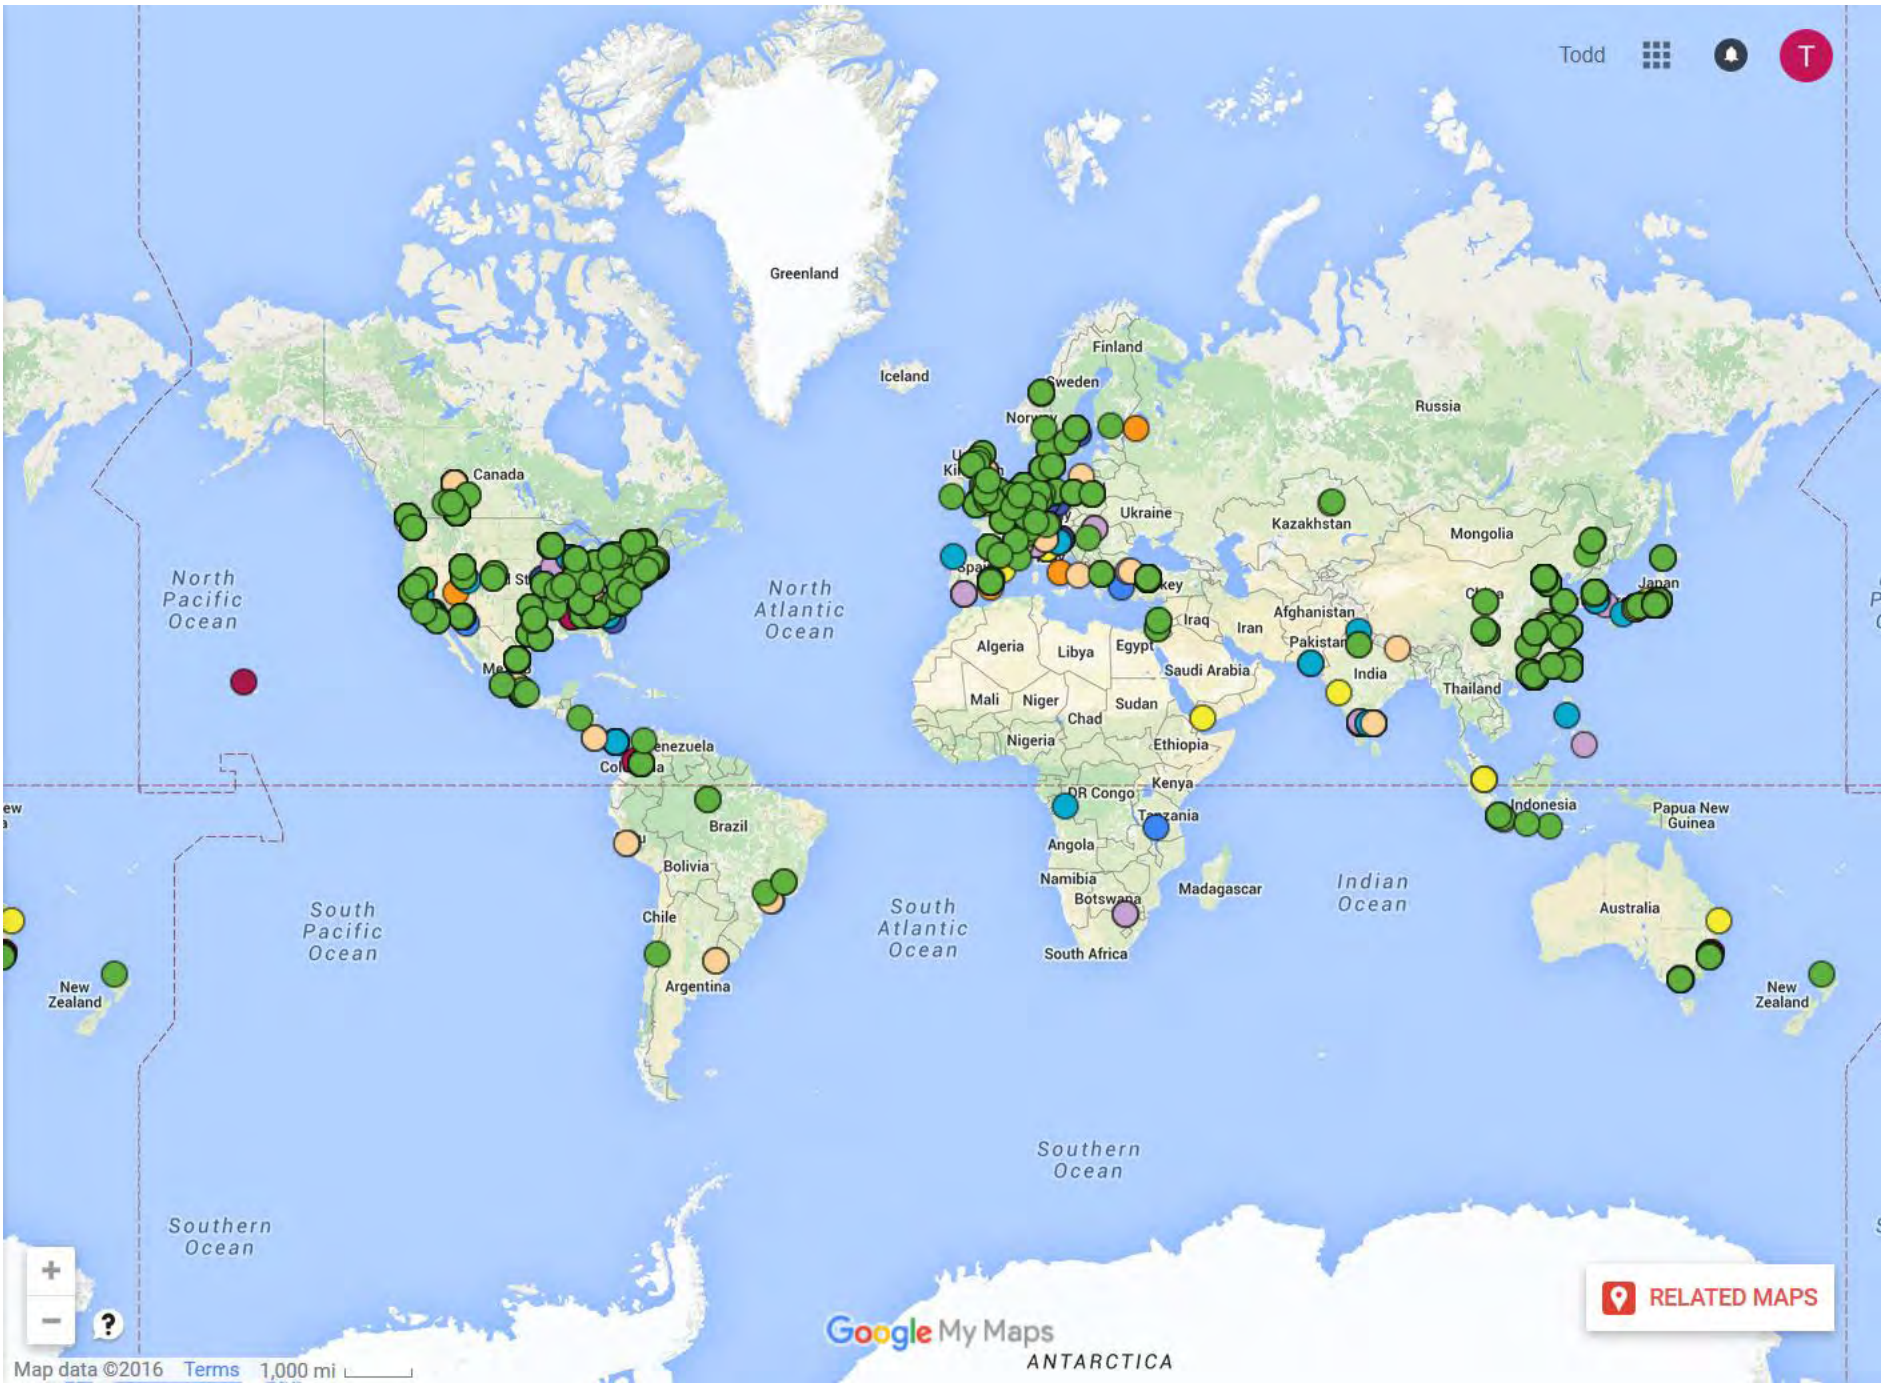 Todd
T
Greenland
Finland
Iceland
Sweden
Russia
Norway
Canada
Ukraine
Kazakhstan
Mongolia
North
Pacific
Ocean
North
Atlantic
Ocean
Japan
Afghanistan
Iraq
Iran
Pakistan
Algeria
Libya
Egypt
India
Saudi Arabia
Thailand
Mali
Niger
Sudan
Chad
Nigeria
Ethiopia
Kenya
DR Congo
Tanzania
Indonesia
Papua New
Guinea
Brazil
Angola
Bolivia
Namibia
Madagascar
Botswana
Indian
Ocean
Australia
South
Pacific
Ocean
Chile
South
Atlantic
Ocean
South Africa
Argentina
New
Zealand
New
Zealand
Southern
Ocean
Southern
Ocean
+
−
?
RELATED MAPS
Google My Maps
ANTARCTICA
Map data ©2016 Terms 1,000 mi